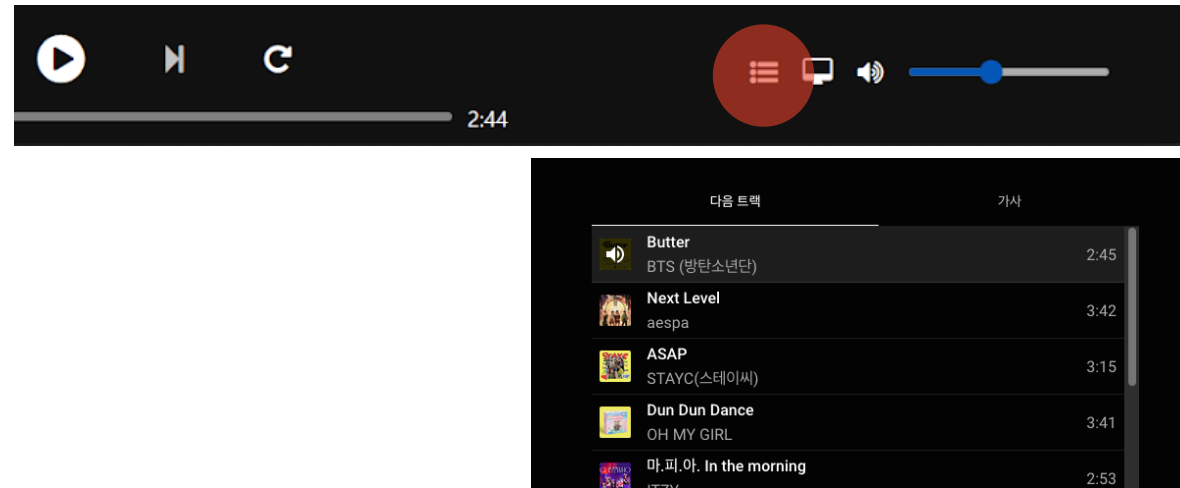 2:44
다음 트랙
가사
Butter
BTS (방탄소년단)
2:45
Next Level
aespa
3:42
ASAP
STAYC(스테이씨)
3:15
Dun Dun Dance
OH MY GIRL
3:41
마.피.아. In the morning
2:53